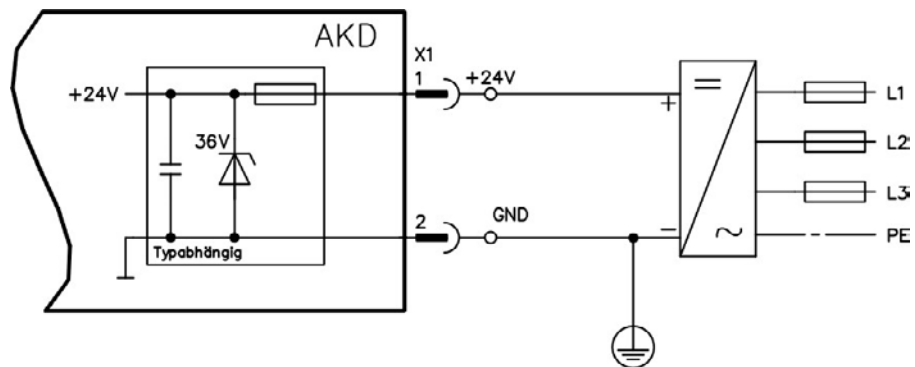 AKD
X1
1
+24V
+24V
36V
2
GND
Typabhängig
+
=
−
~
L1
L2
L3
PE